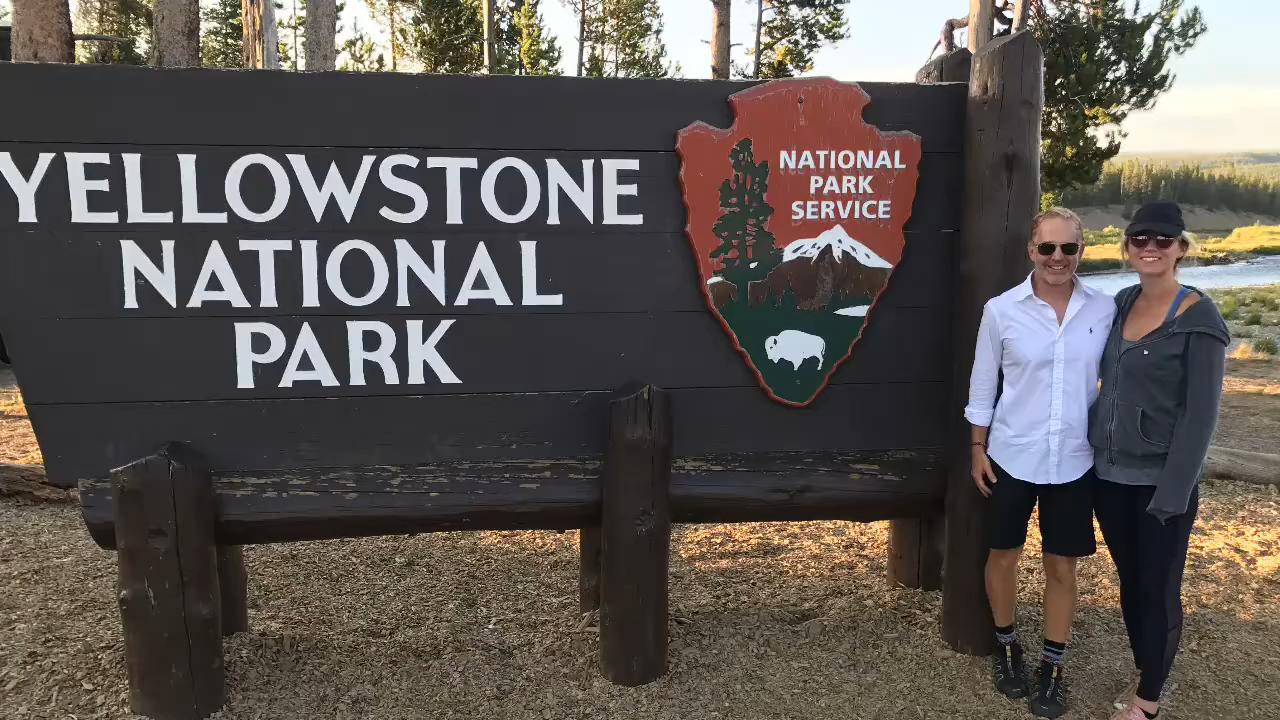 YELLOWSTONE
NATIONAL
PARK
NATIONAL
PARK
SERVICE